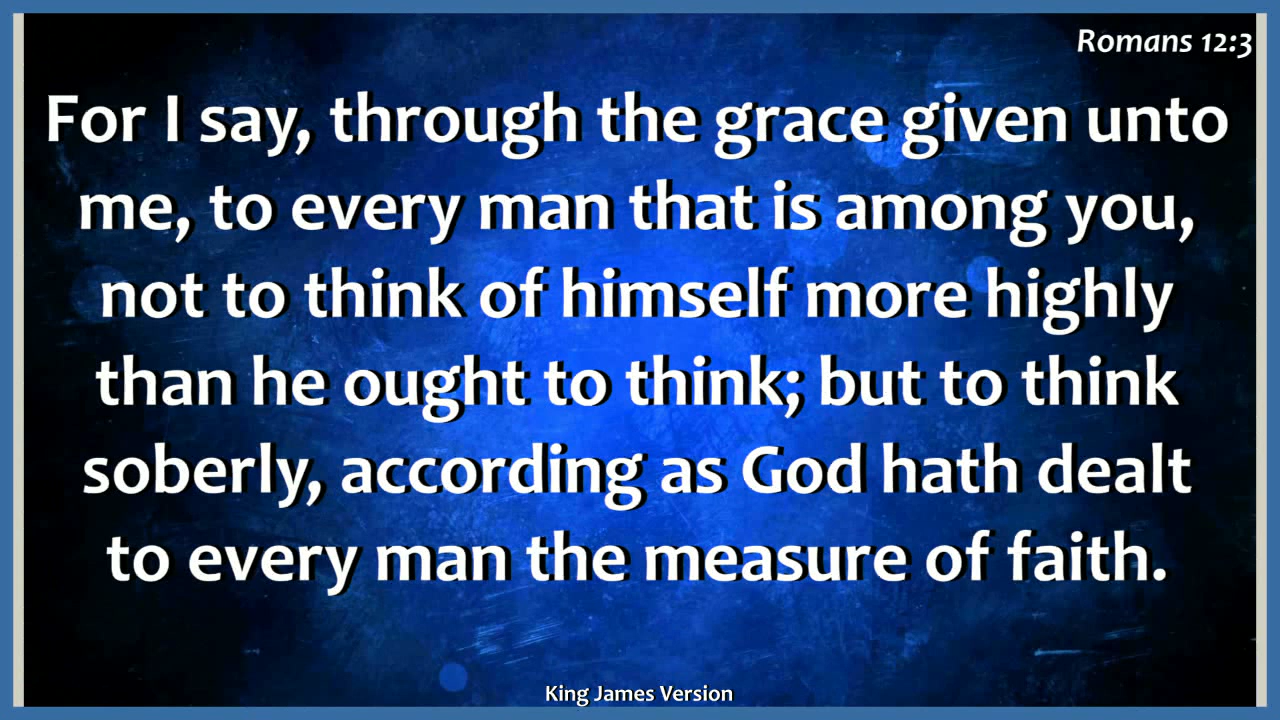 Romans 12:3
For I say, through the grace given unto
me, to every man that is among you,
not to think of himself more highly
than he ought to think; but to think
soberly, according as God hath dealt
to every man the measure of faith.
King James Version